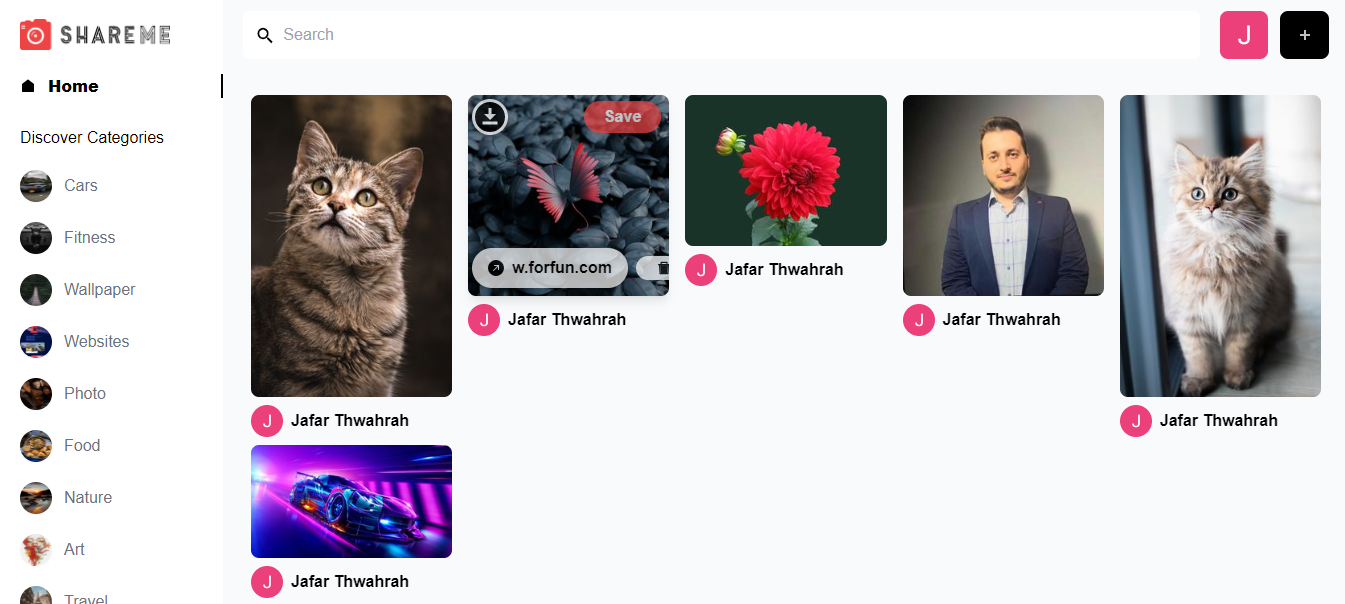 SHAREME
Search
J
+
Home
Discover Categories
Cars
Fitness
Wallpaper
Websites
Photo
Food
Nature
Art
Travel
Save
w.forfun.com
J Jafar Thwahrah
J Jafar Thwahrah
J Jafar Thwahrah
J Jafar Thwahrah
J Jafar Thwahrah
J Jafar Thwahrah